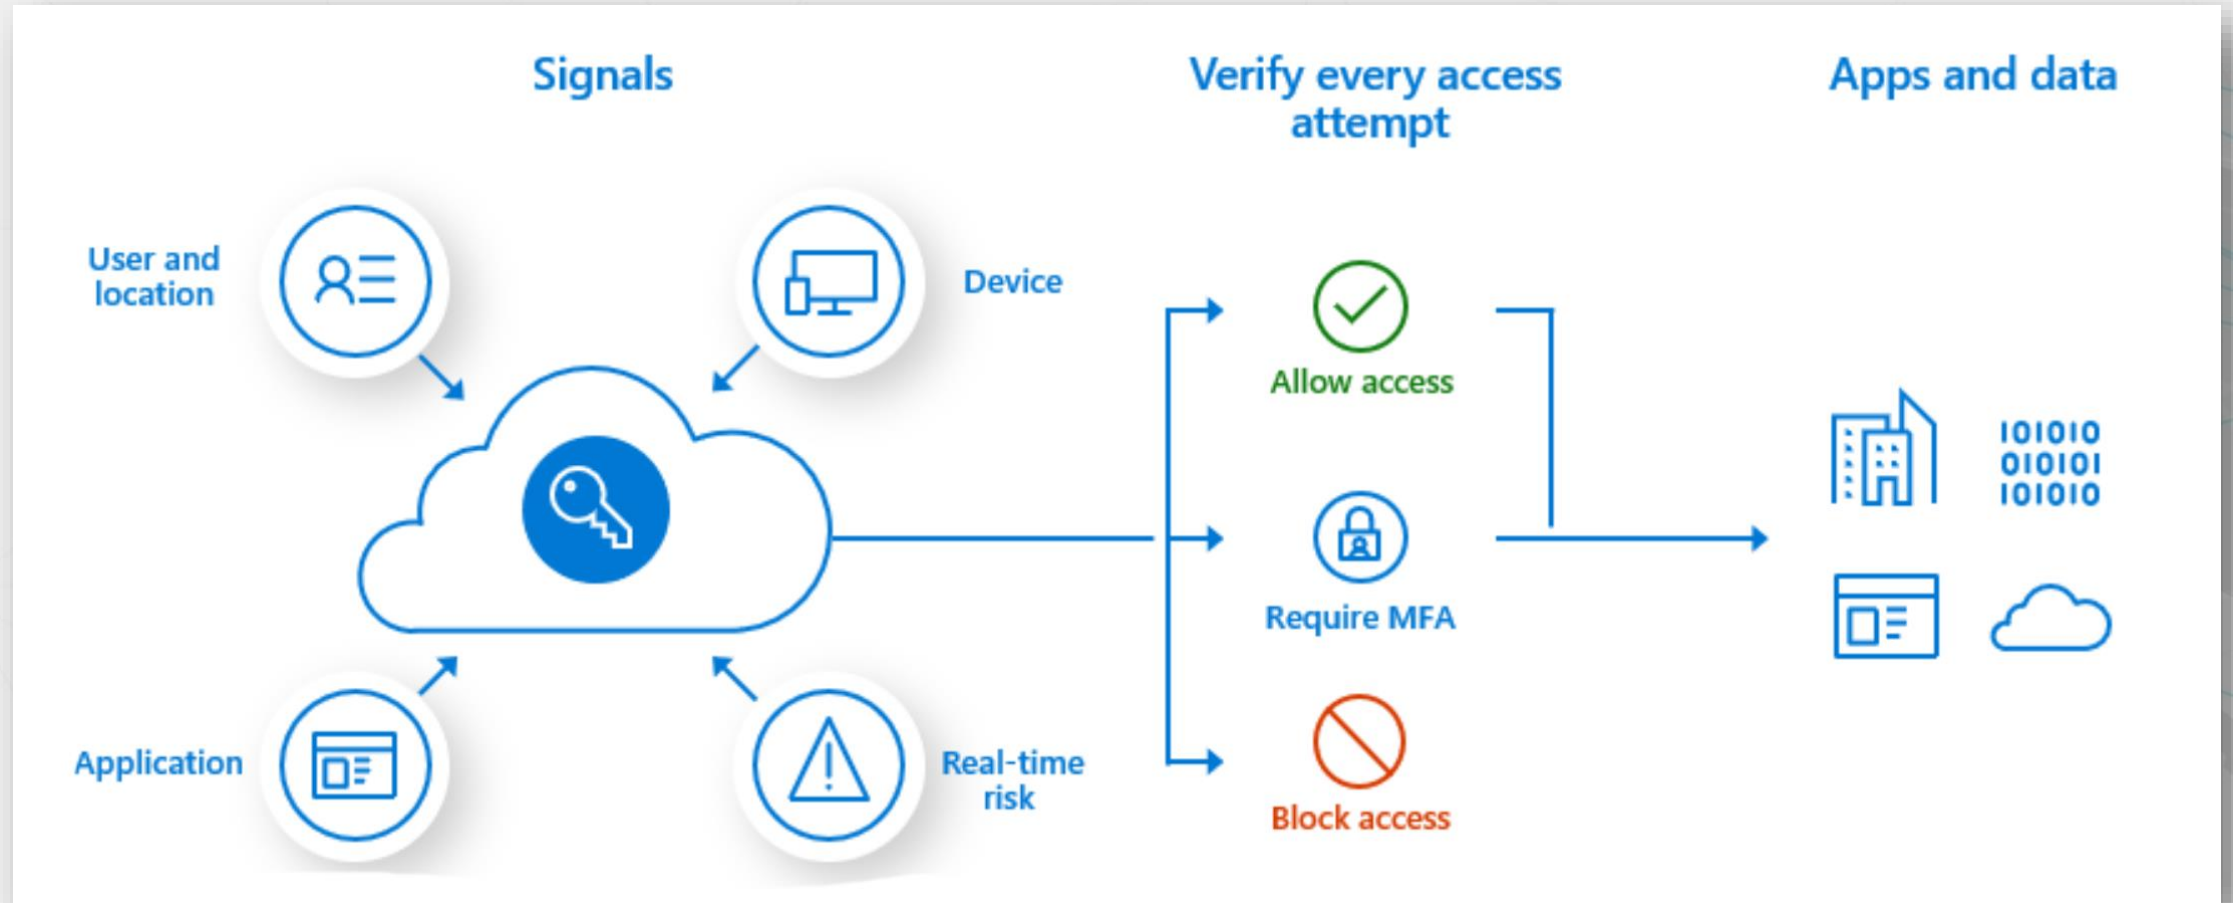 Signals
Verify every access
attempt
Apps and data
User and
location
Device
Allow access
101010
010101
101010
Require MFA
Application
Real-time
risk
Block access